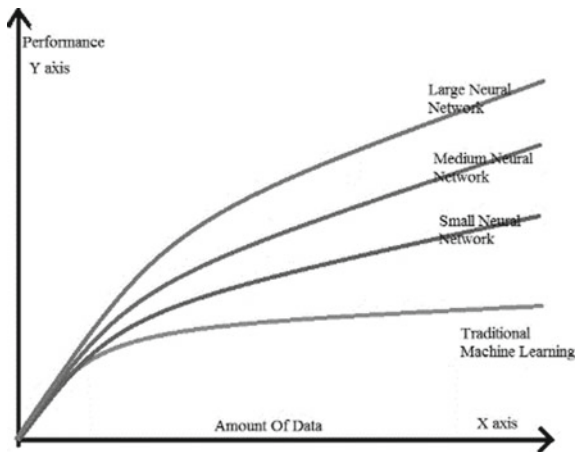 Performance
Y axis
Large Neural
Network
Medium Neural
Network
Small Neural
Network
Traditional
Machine Learning
Amount Of Data
X axis